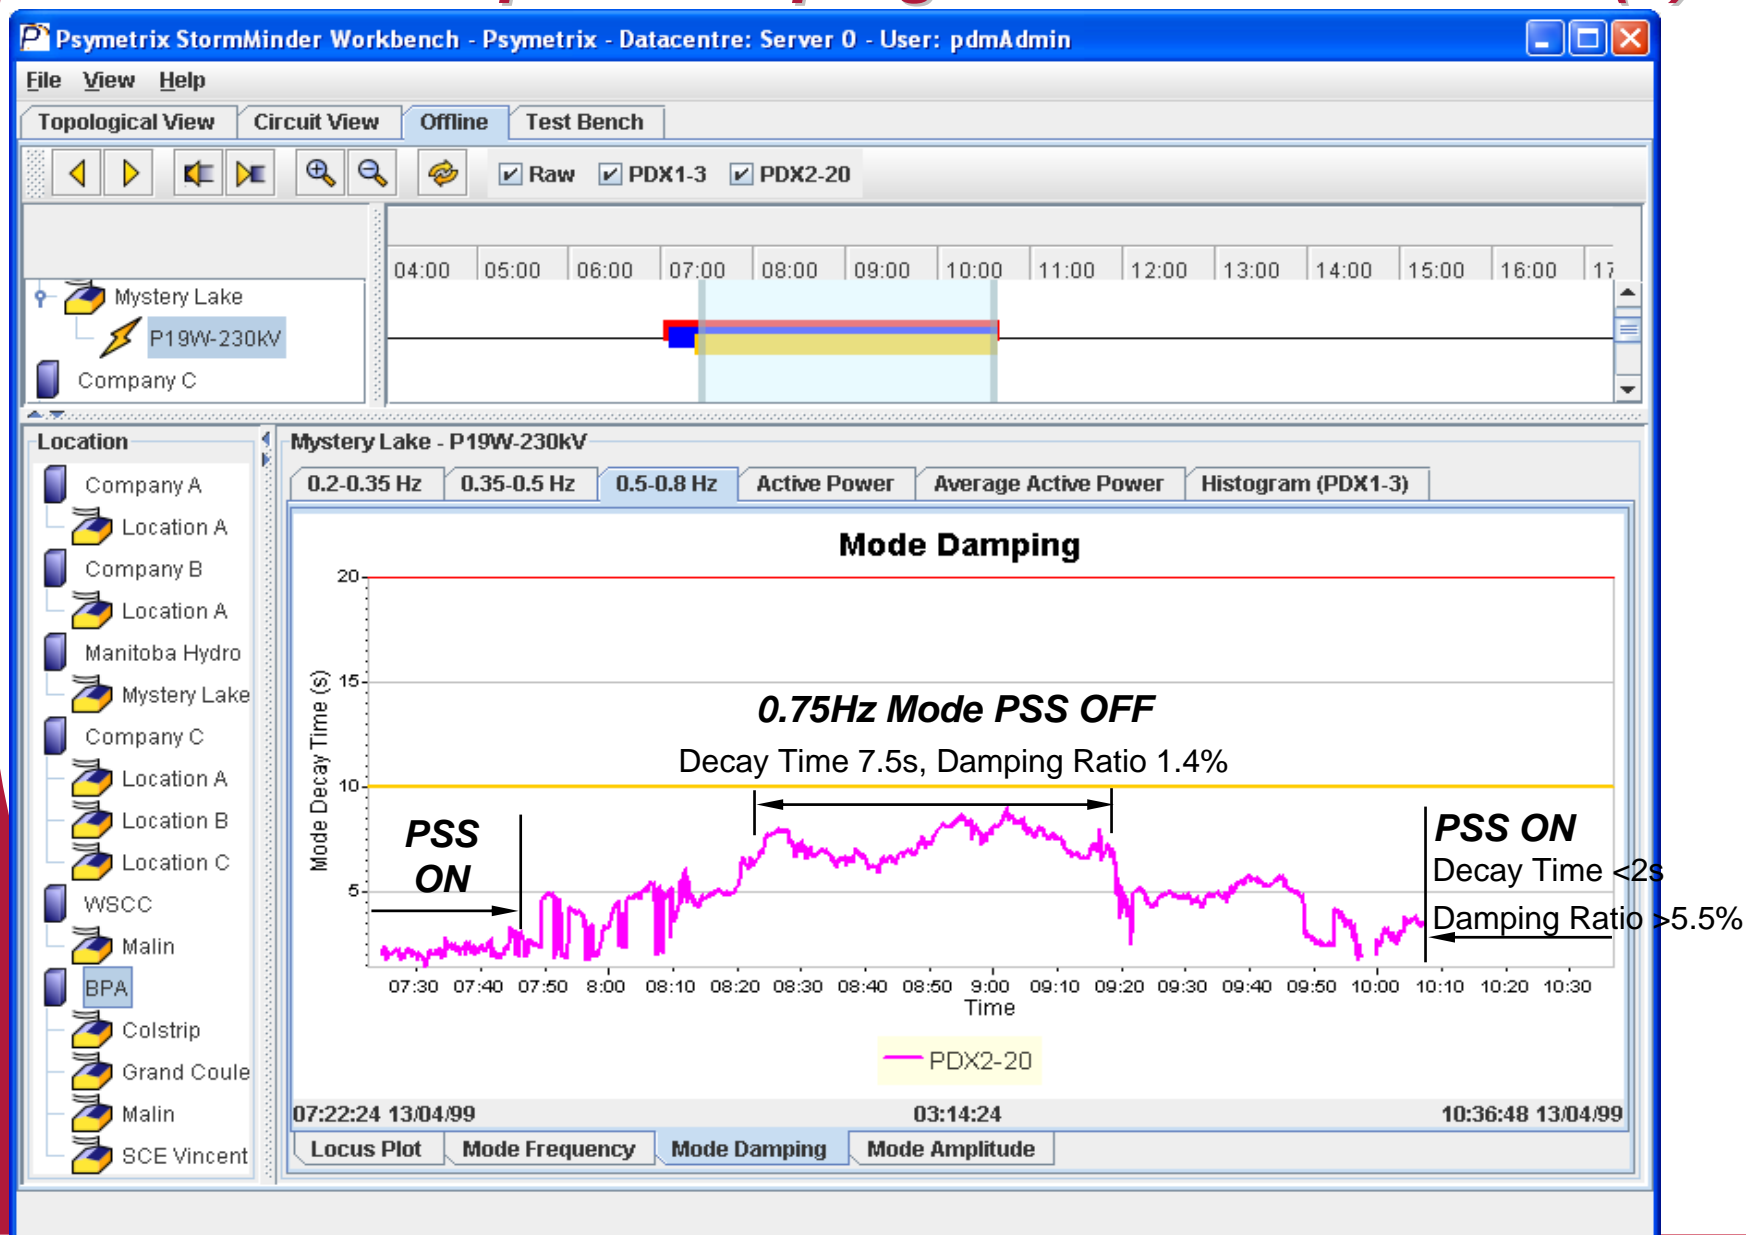 Psymetrix StormMinder Workbench - Psymetrix - Datacentre: Server 0 - User: pdmAdmin
File View Help
Topological View Circuit View Offline Test Bench
Raw PDX1-3 PDX2-20
04:00 05:00 06:00 07:00 08:00 09:00 10:00 11:00 12:00 13:00 14:00 15:00 16:00 17
Mystery Lake
P19W-230kV
Company C
Location
Company A
Location A
Company B
Location A
Manitoba Hydro
Mystery Lake
Company C
Location A
Location B
Location C
WSCC
Malin
BPA
Colstrip
Grand Coule
Malin
SCE Vincent
Mystery Lake - P19W-230kV
0.2-0.35 Hz 0.35-0.5 Hz 0.5-0.8 Hz Active Power Average Active Power Histogram (PDX1-3)
Mode Damping
Mode Decay Time (s)
20
15
10
5
0.75Hz Mode PSS OFF
Decay Time 7.5s, Damping Ratio 1.4%
PSS
ON
PSS ON
Decay Time <2s
Damping Ratio >5.5%
07:30 07:40 07:50 8:00 08:10 08:20 08:30 08:40 08:50 9:00 09:10 09:20 09:30 09:40 09:50 10:00 10:10 10:20 10:30
Time
PDX2-20
07:22:24 13/04/99 03:14:24 10:36:48 13/04/99
Locus Plot Mode Frequency Mode Damping Mode Amplitude